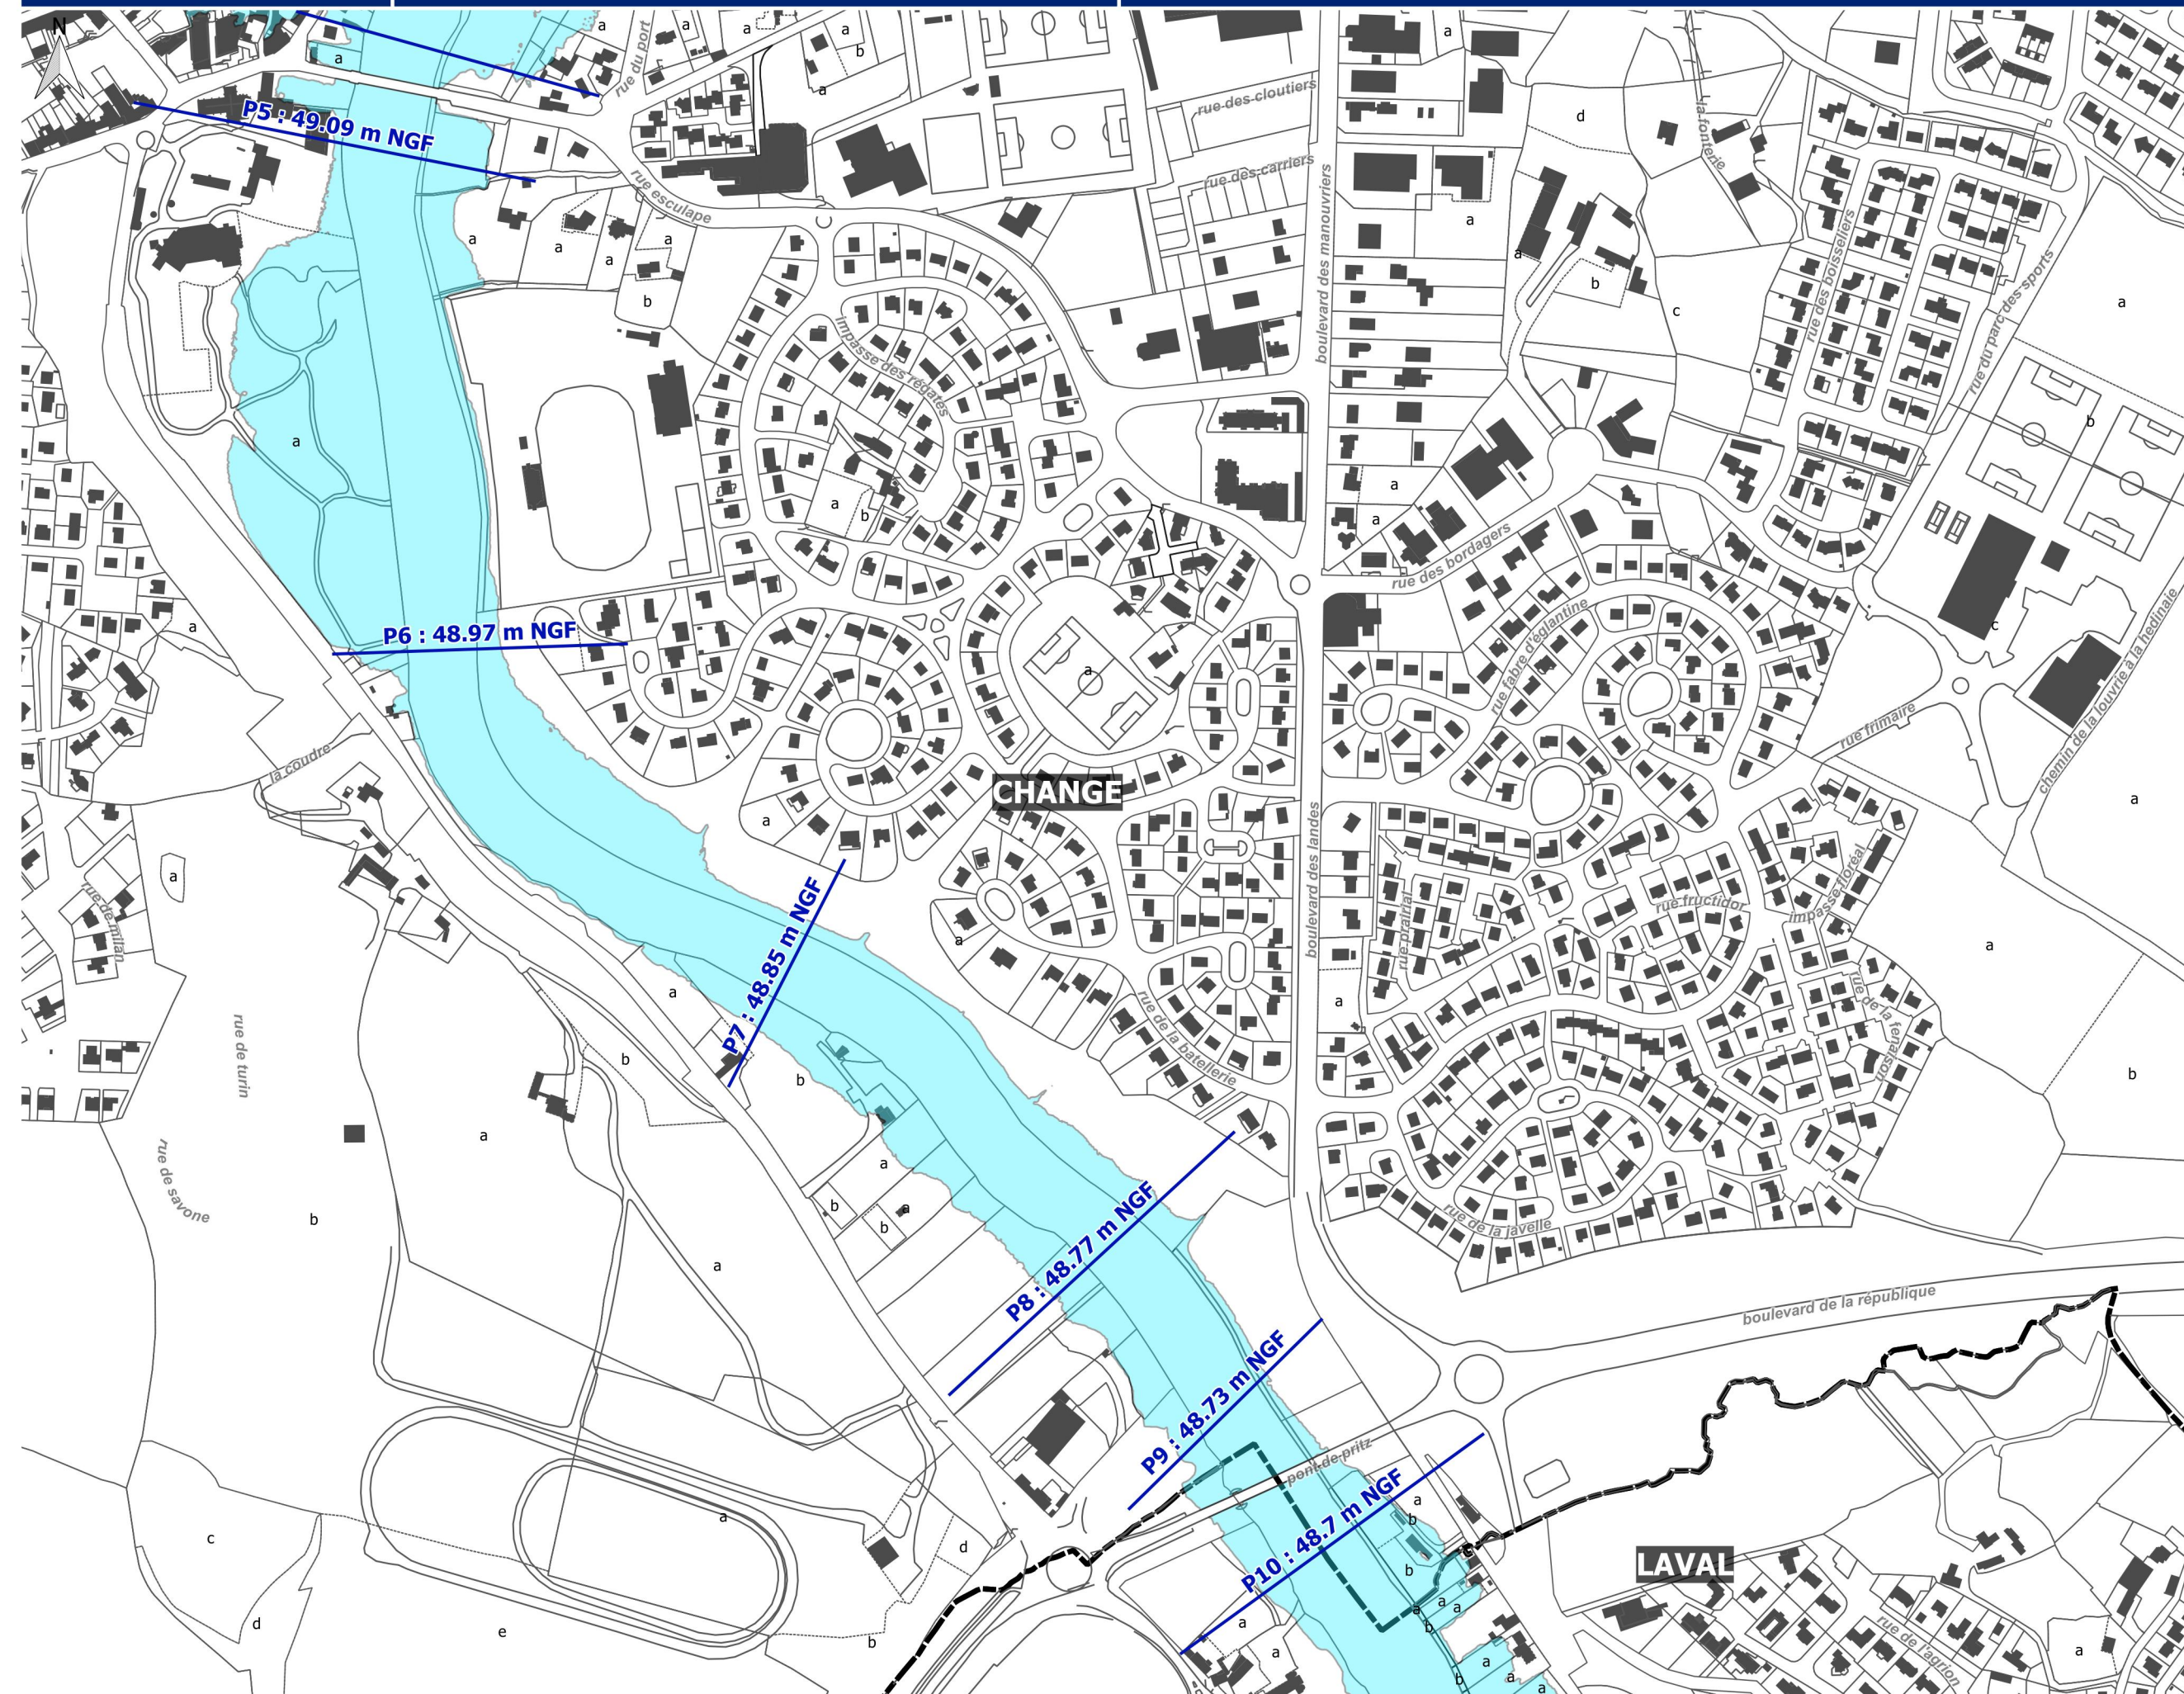 N
rue du port
P5 : 49.09 m NGF
rue esculape
rue des cloutiers
rue des carriers
boulevard des manouvriers
la fonterie
rue des boisseliers
rue du parc des sports
impasse des régates
rue des bordagers
rue fabre d'églantine
P6 : 48.97 m NGF
la coudre
CHANGE
rue frimaire
chemin de la louvrie à la hedinaie
boulevard des landes
rue prairial
rue fructidor
impasse floréal
rue de milan
P7 : 48.85 m NGF
rue de la fenaison
rue de la batellerie
rue de turin
rue de savone
P8 : 48.77 m NGF
rue de la javelle
boulevard de la république
P9 : 48.73 m NGF
pont de pritz
P10 : 48.7 m NGF
LAVAL
rue de l'agrion
a
a
a
a
b
a
a
d
a
a
a
a
a
b
a
b
c
a
a
b
a
a
b
a
a
c
a
a
a
a
a
a
a
a
b
b
b
a
a
b
a
b
b
a
a
a
b
c
d
b
a
a
b
a
a
d
e
b
a
a
b
a
a
b
a
a